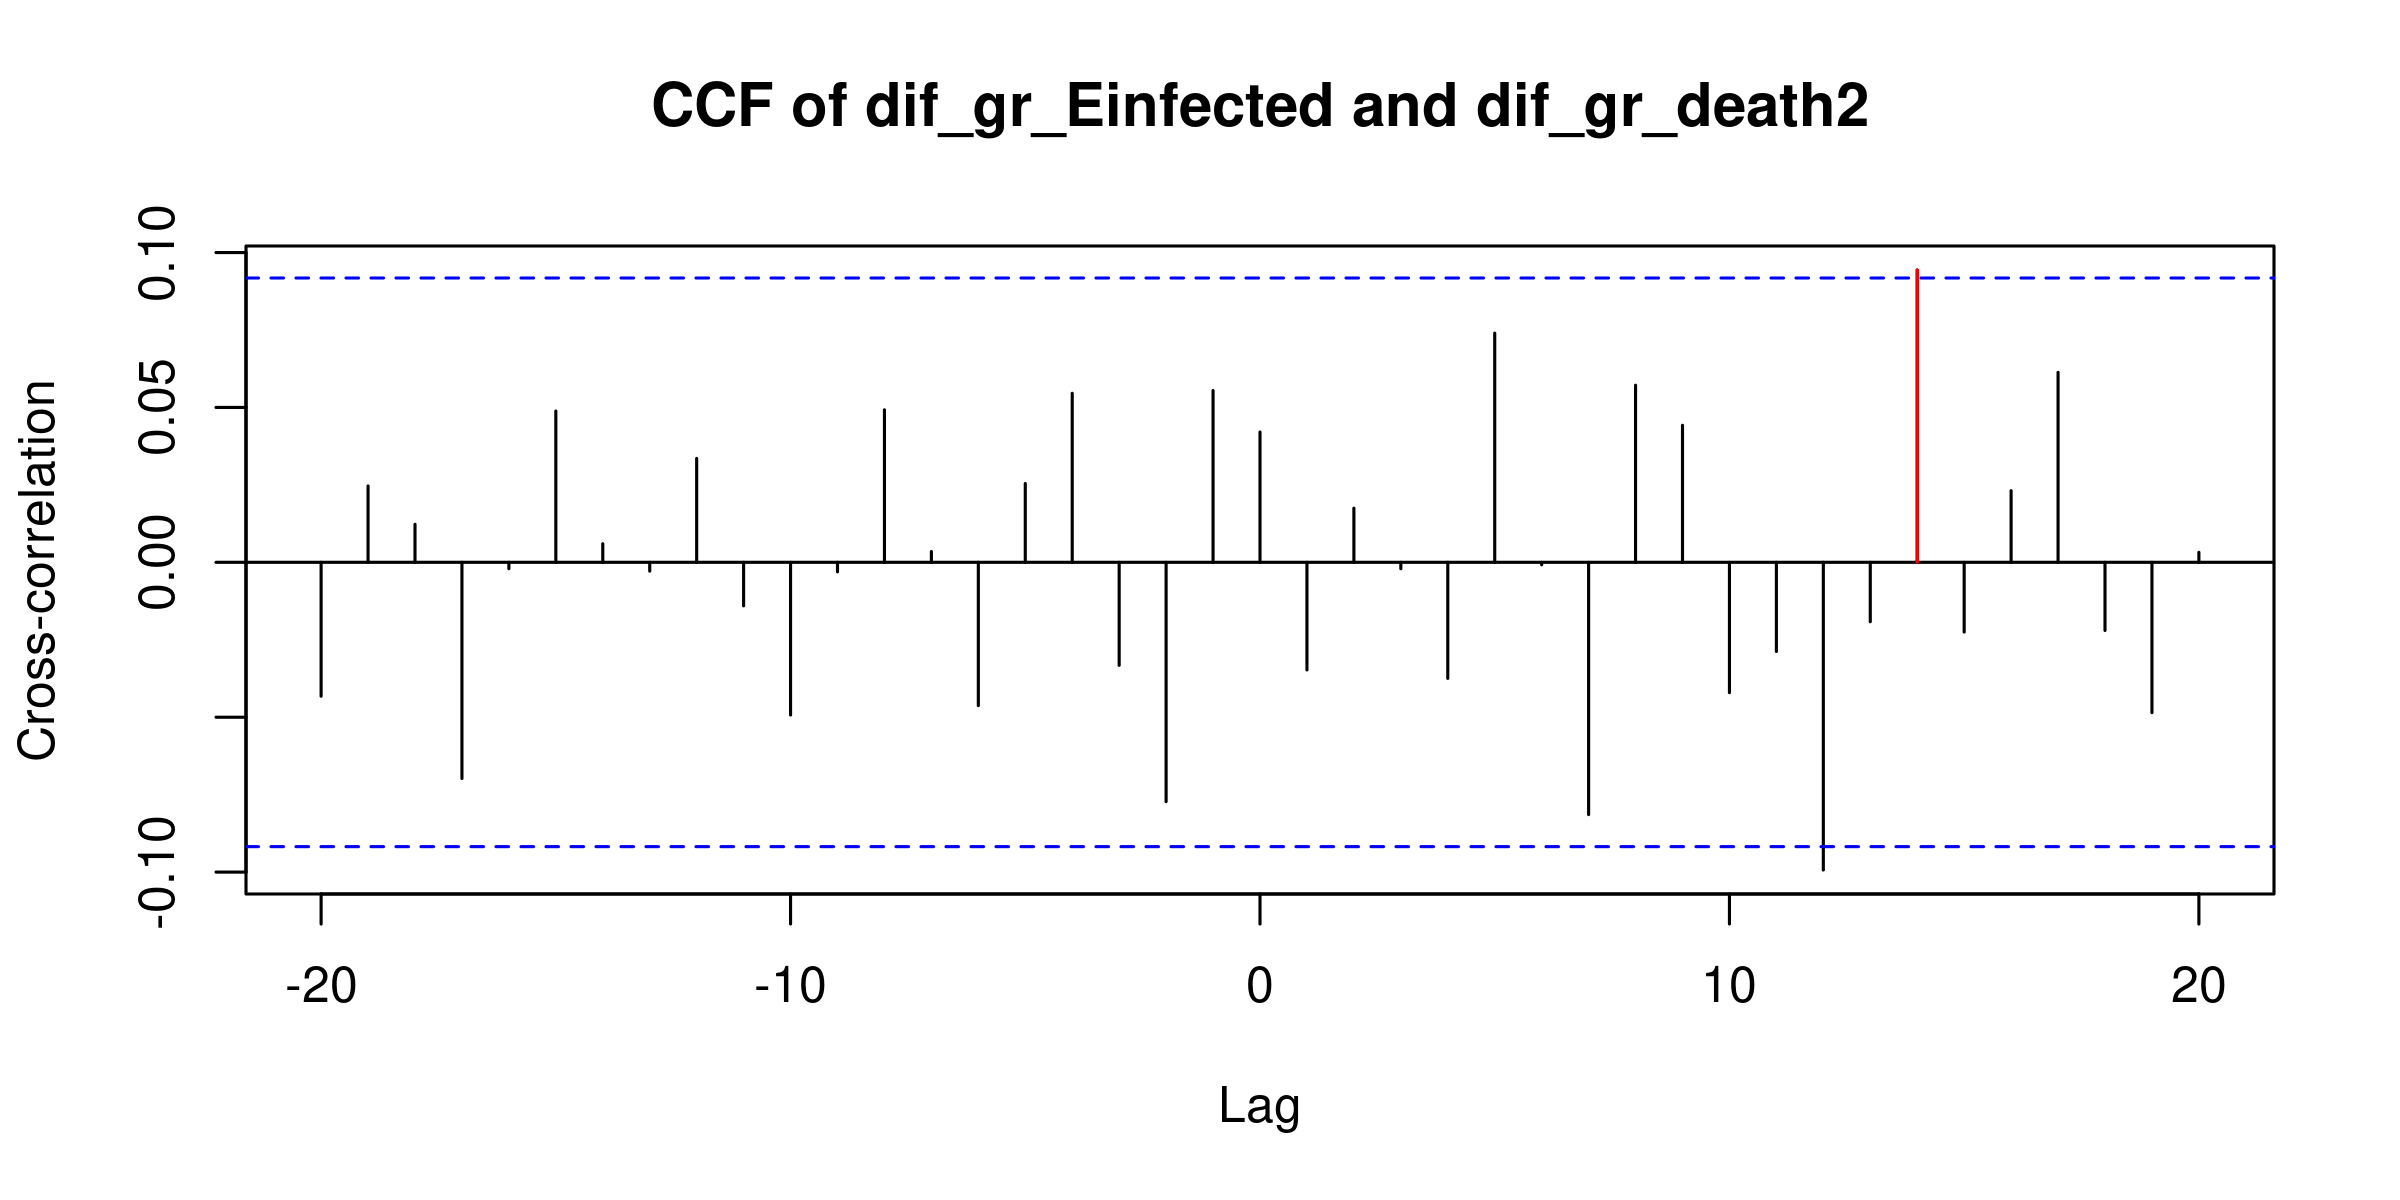 CCF of dif_gr_Einfected and dif_gr_death2
Cross-correlation
0.10
0.05
0.00
-0.10
-20 -10 0 10 20
Lag